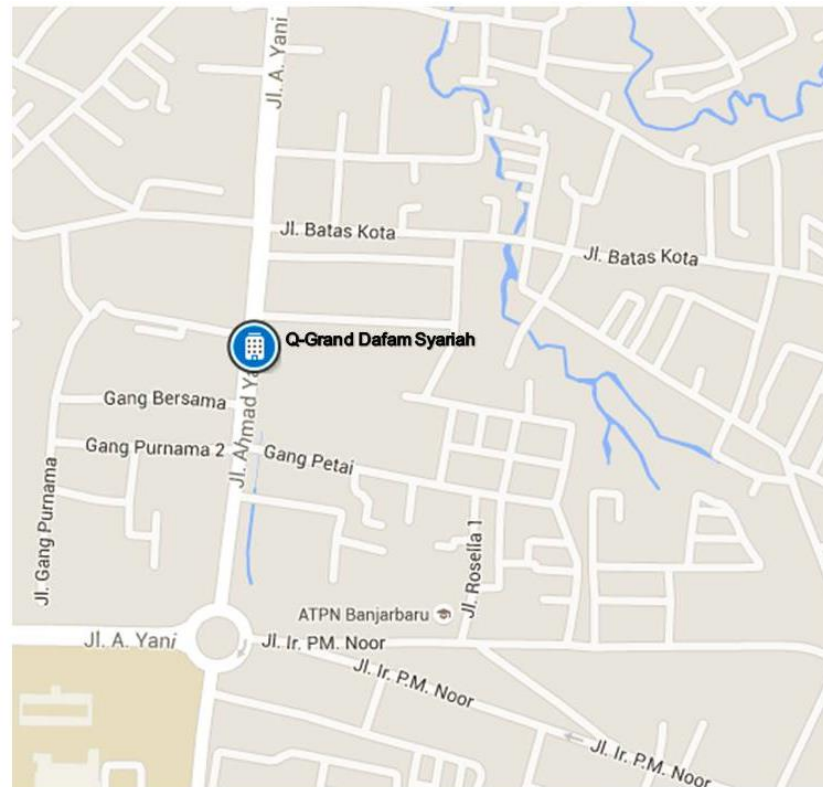 Jl. A. Yani
Jl. Batas Kota
Jl. Batas Kota
Q-Grand Dafam Syariah
Gang Bersama
Jl. Ahmad Ya
Gang Purnama 2
Gang Petai
Jl. Gang Purnama
Jl. Rosella 1
ATPN Banjarbaru
Jl. A. Yani
Jl. Ir. P.M. Noor
Jl. Ir. P.M. Noor
Jl. Ir. P.M. Noor